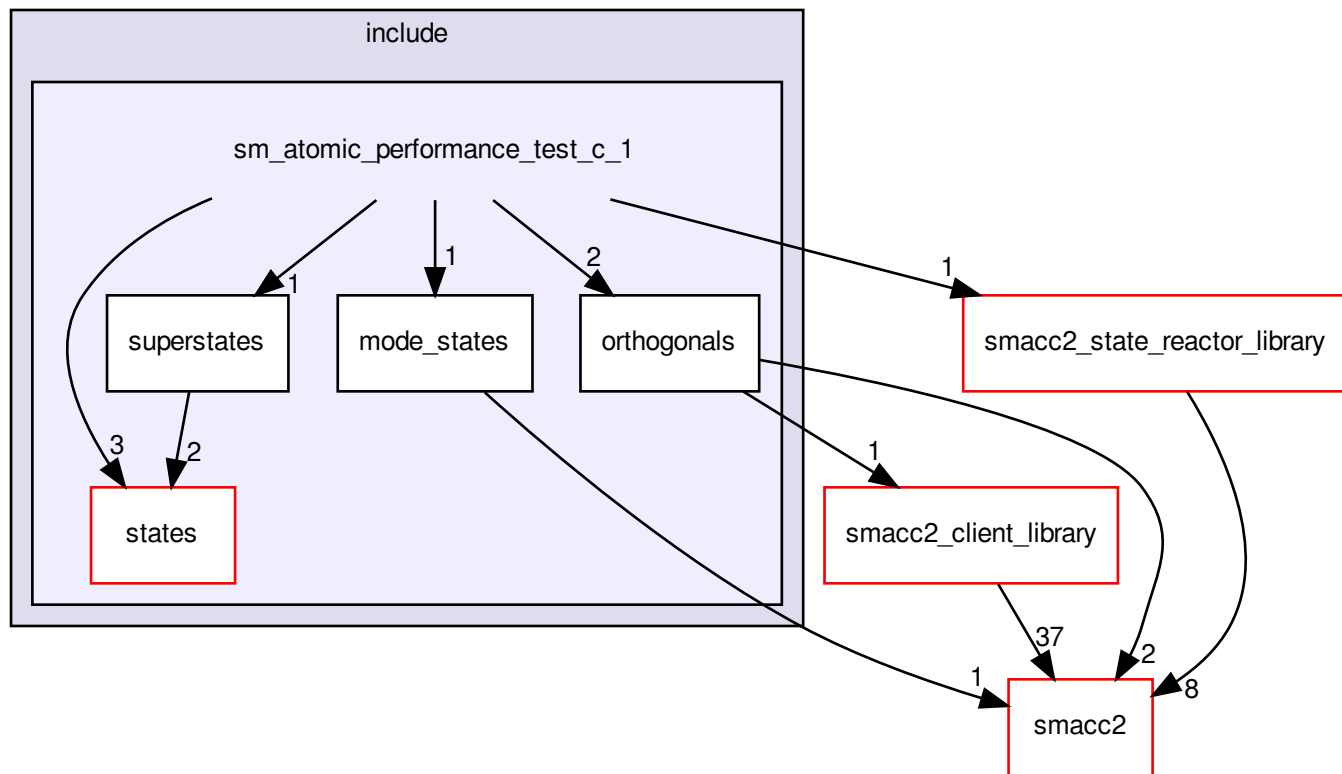 include
sm_atomic_performance_test_c_1
1
1
2
1
superstates
mode_states
orthogonals
smacc2_state_reactor_library
3
2
1
states
smacc2_client_library
37
2
1
8
smacc2